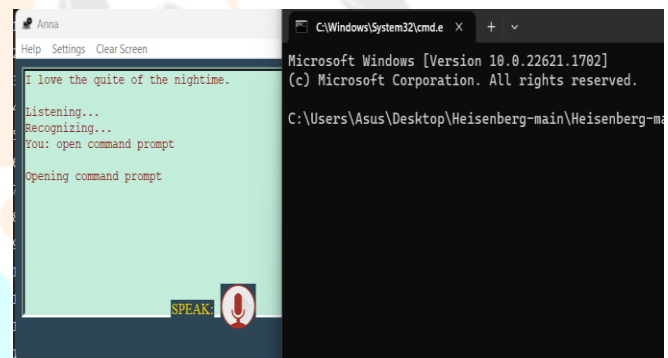 Anna
Help Settings Clear Screen
I love the quite of the nightime.
Listening...
Recognizing...
You: open command prompt
Opening command prompt
SPEAK:
C:\Windows\System32\cmd.e
Microsoft Windows [Version 10.0.22621.1702]
(c) Microsoft Corporation. All rights reserved.
C:\Users\Asus\Desktop\Heisenberg-main\Heisenberg-ma